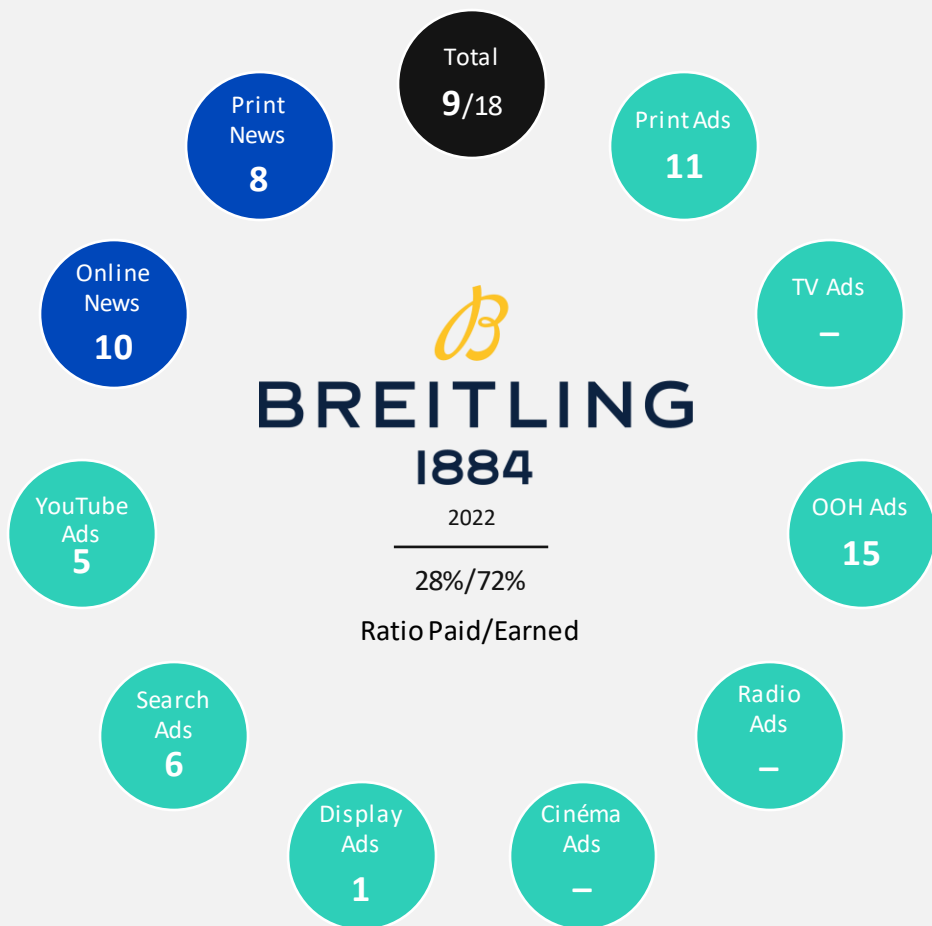 Total
9/18
Print Ads
11
TV Ads
–
OOH Ads
15
Radio
Ads
–
Cinéma
Ads
–
Display
Ads
1
Search
Ads
6
YouTube
Ads
5
Online
News
10
Print
News
8
B
BREITLING
1884
2022
28%/72%
Ratio Paid/Earned